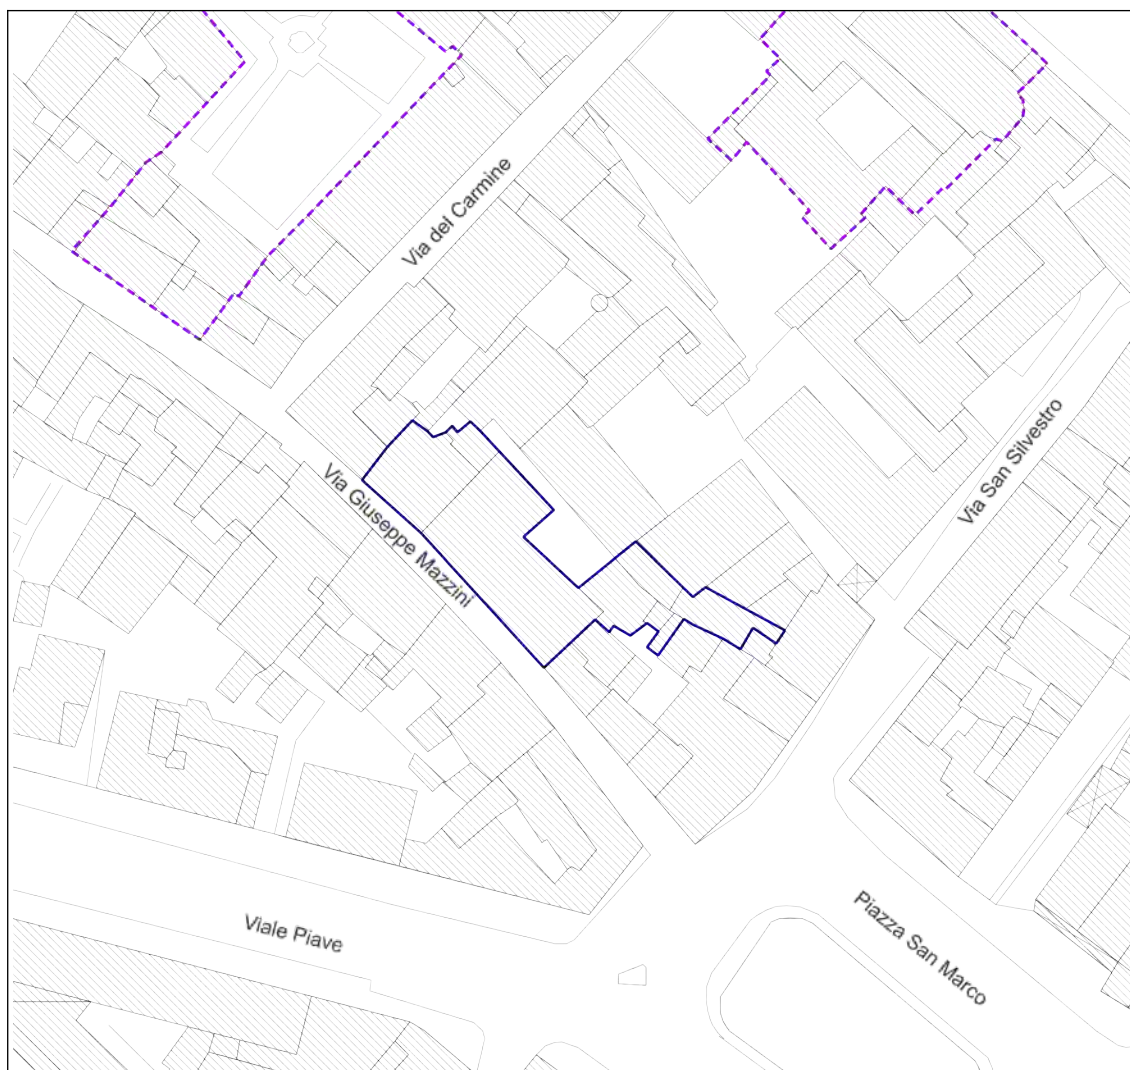 Via del Carmine
Via San Silvestro
Via Giuseppe Mazzini
Viale Piave
Piazza San Marco